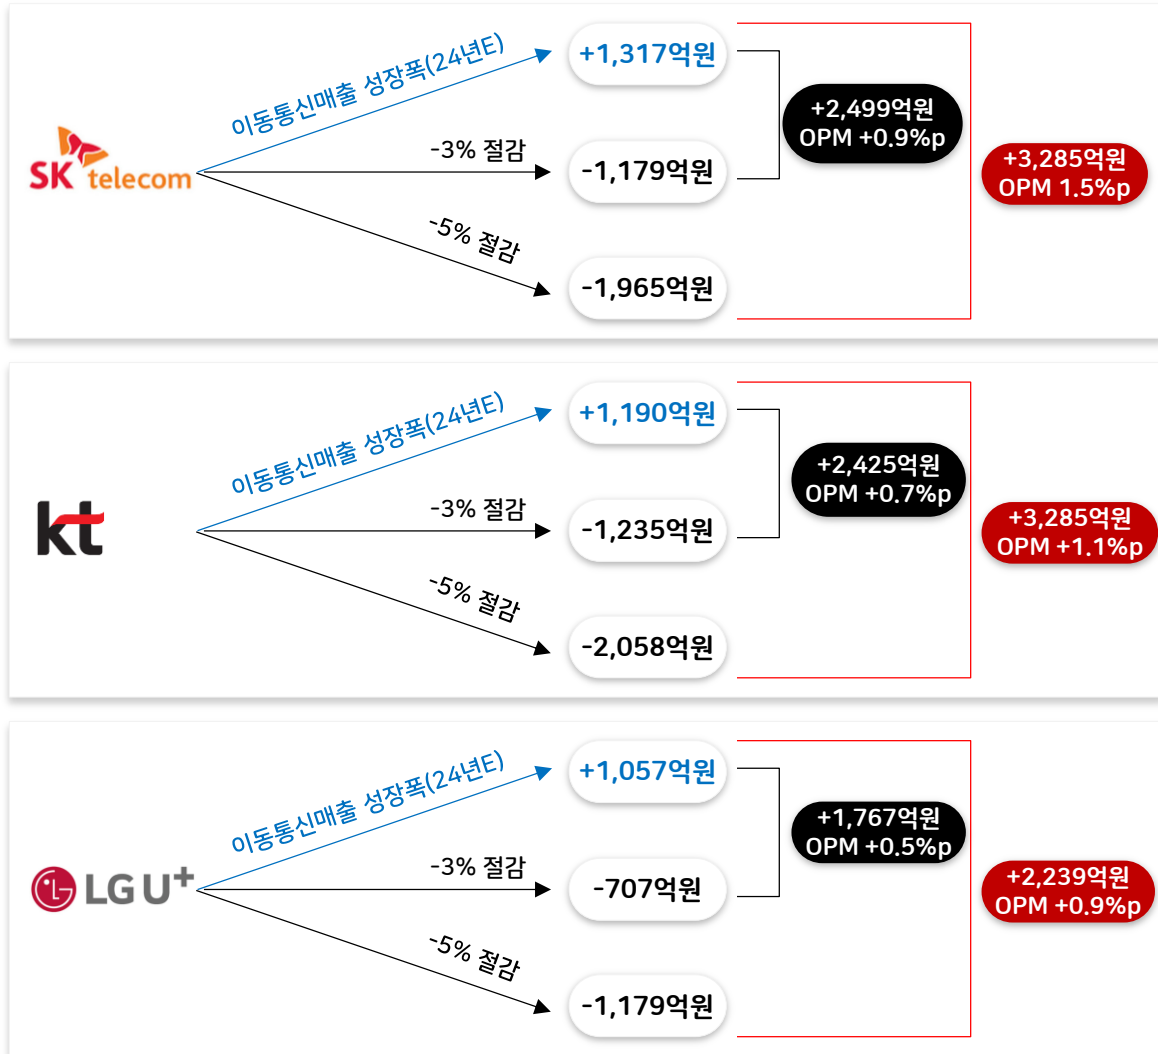 이동통신매출 성장폭(24년E)
+1,317억원
+2,499억원
OPM +0.9%p
SK telecom
-3% 절감
-1,179억원
+3,285억원
OPM 1.5%p
-5% 절감
-1,965억원
이동통신매출 성장폭(24년E)
+1,190억원
+2,425억원
OPM +0.7%p
kt
-3% 절감
-1,235억원
+3,285억원
OPM +1.1%p
-5% 절감
-2,058억원
이동통신매출 성장폭(24년E)
+1,057억원
+1,767억원
OPM +0.5%p
LG U+
-3% 절감
-707억원
+2,239억원
OPM +0.9%p
-5% 절감
-1,179억원